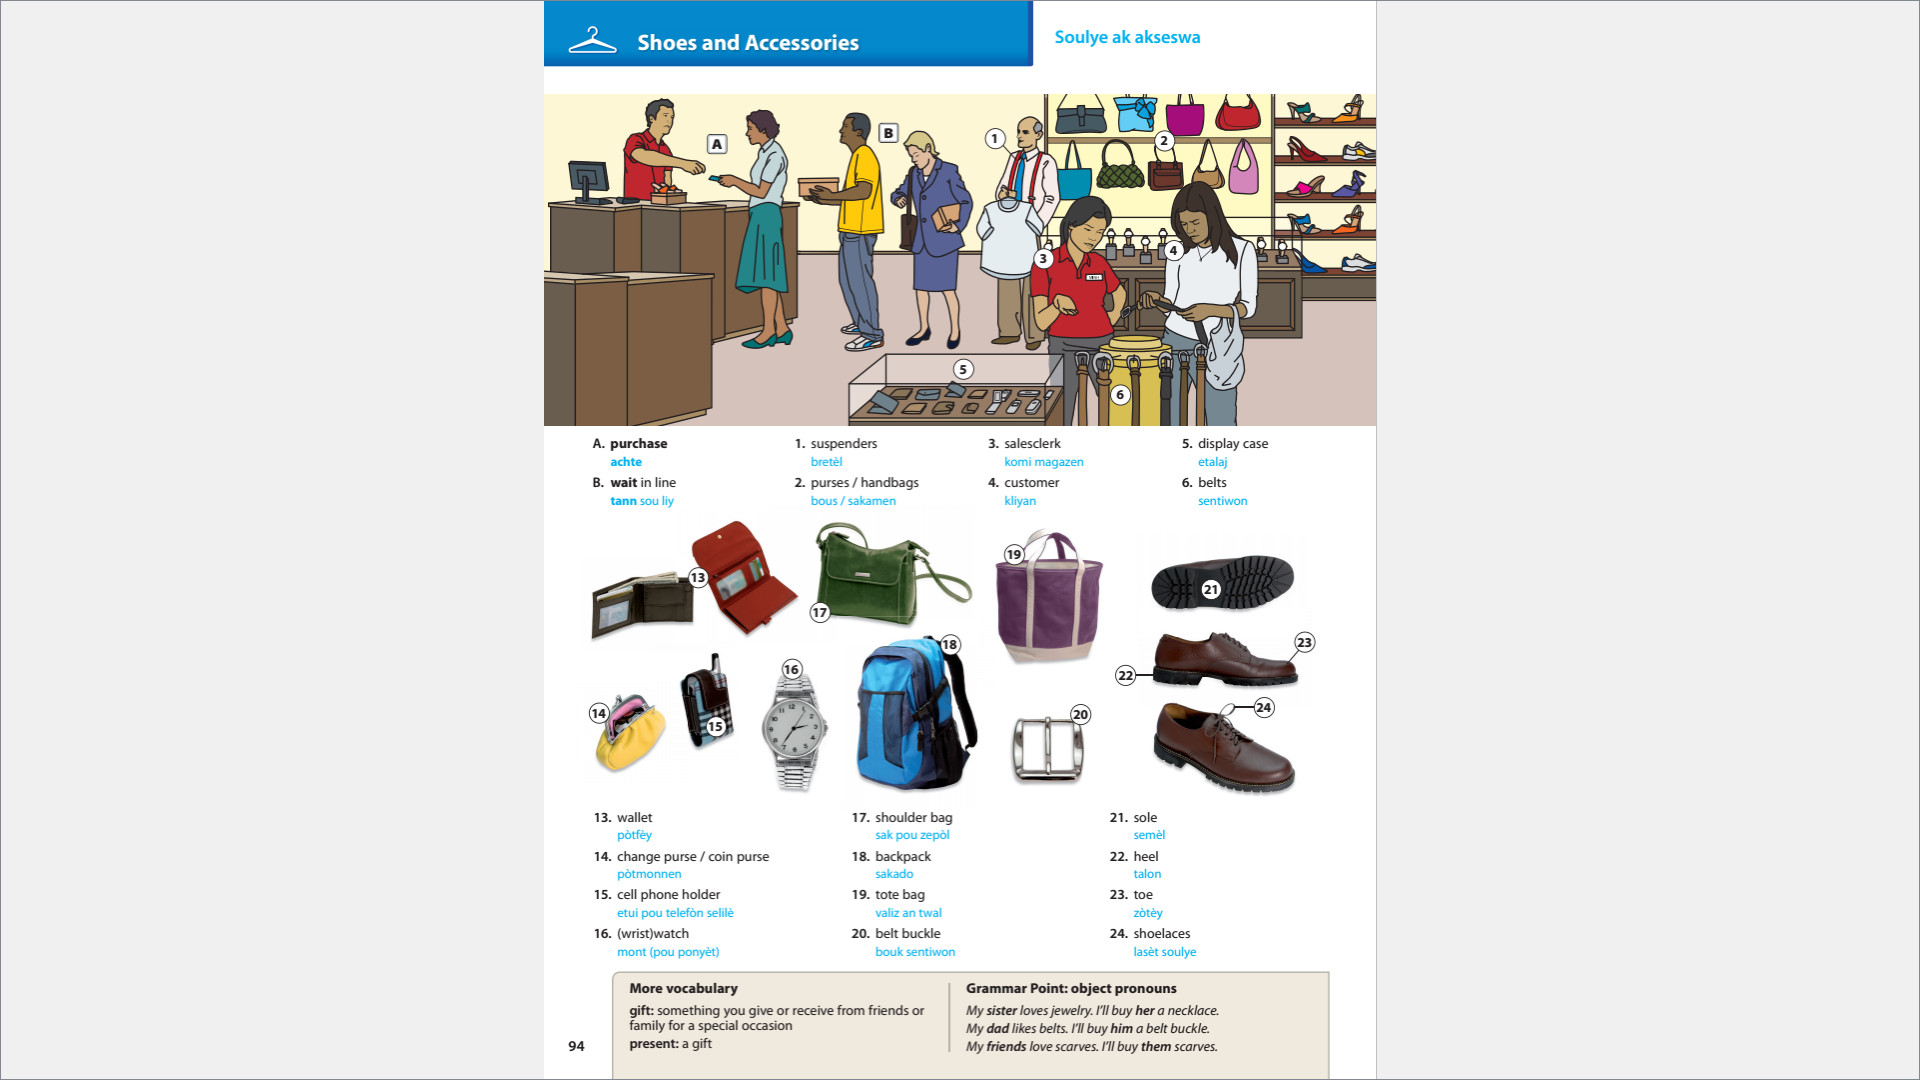 Shoes and Accessories
Soulye ak akseswa
A
B
1
2
3
4
5
6
A. purchase
achte
B. wait in line
tann sou liy
1. suspenders
bretèl
2. purses / handbags
bous / sakamen
3. salesclerk
komi magazen
4. customer
kliyan
5. display case
etalaj
6. belts
sentiwon
13
17
19
21
18
23
22
14
15
16
20
24
13. wallet
pòtfèy
14. change purse / coin purse
pòtmonnen
15. cell phone holder
etui pou telefòn selilè
16. (wrist)watch
mont (pou ponyèt)
17. shoulder bag
sak pou zepòl
18. backpack
sakado
19. tote bag
valiz an twal
20. belt buckle
bouk sentiwon
21. sole
semèl
22. heel
talon
23. toe
zòtèy
24. shoelaces
lasèt soulye
More vocabulary
gift: something you give or receive from friends or
family for a special occasion
present: a gift
Grammar Point: object pronouns
My sister loves jewelry. I’ll buy her a necklace.
My dad likes belts. I’ll buy him a belt buckle.
My friends love scarves. I’ll buy them scarves.
94